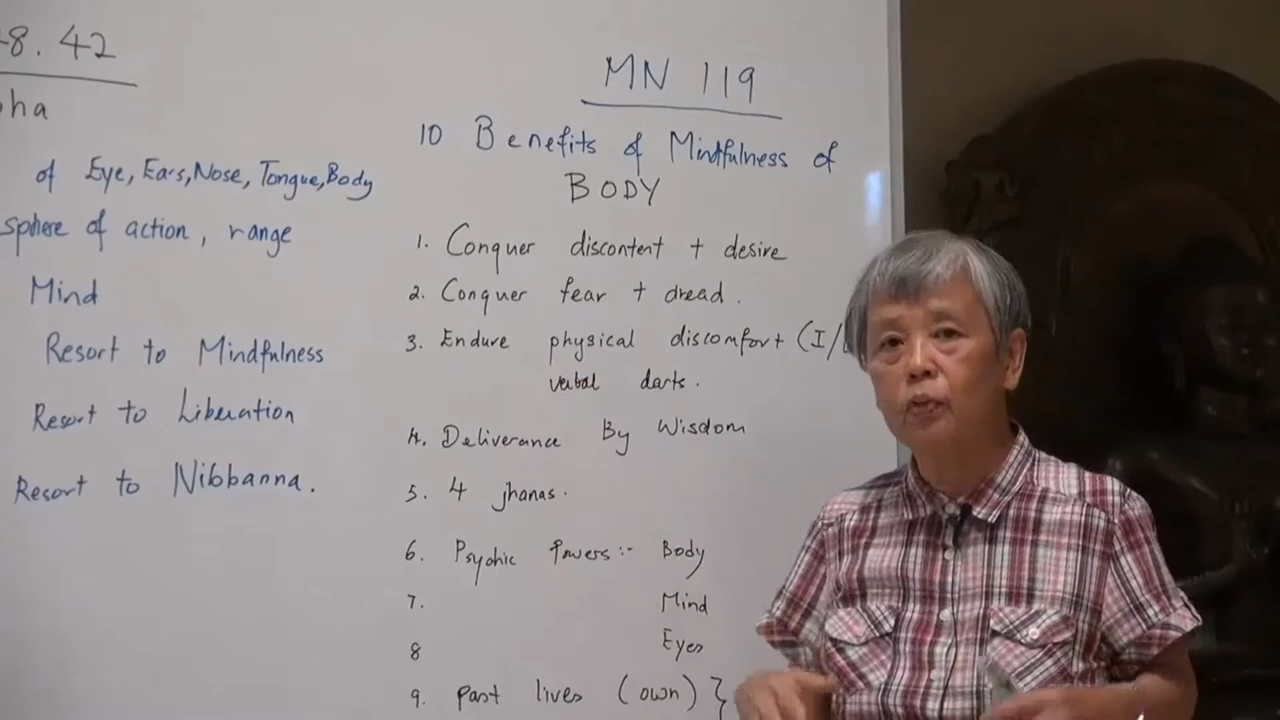 48.42
of Eye, Ears, Nose, Tongue, Body
sphere of action, range
Mind
Resort to Mindfulness
Resort to Liberation
Resort to Nibbanna.
MN 119
10 Benefits of Mindfulness of
BODY
1. Conquer discontent + desire
2. Conquer fear + dread.
3. Endure physical discomfort (I/
verbal darts.
4. Deliverance By Wisdom
5. 4 jhanas.
6. Psychic Powers:- Body
7. Mind
8 Eyes
9. Past lives (own) }